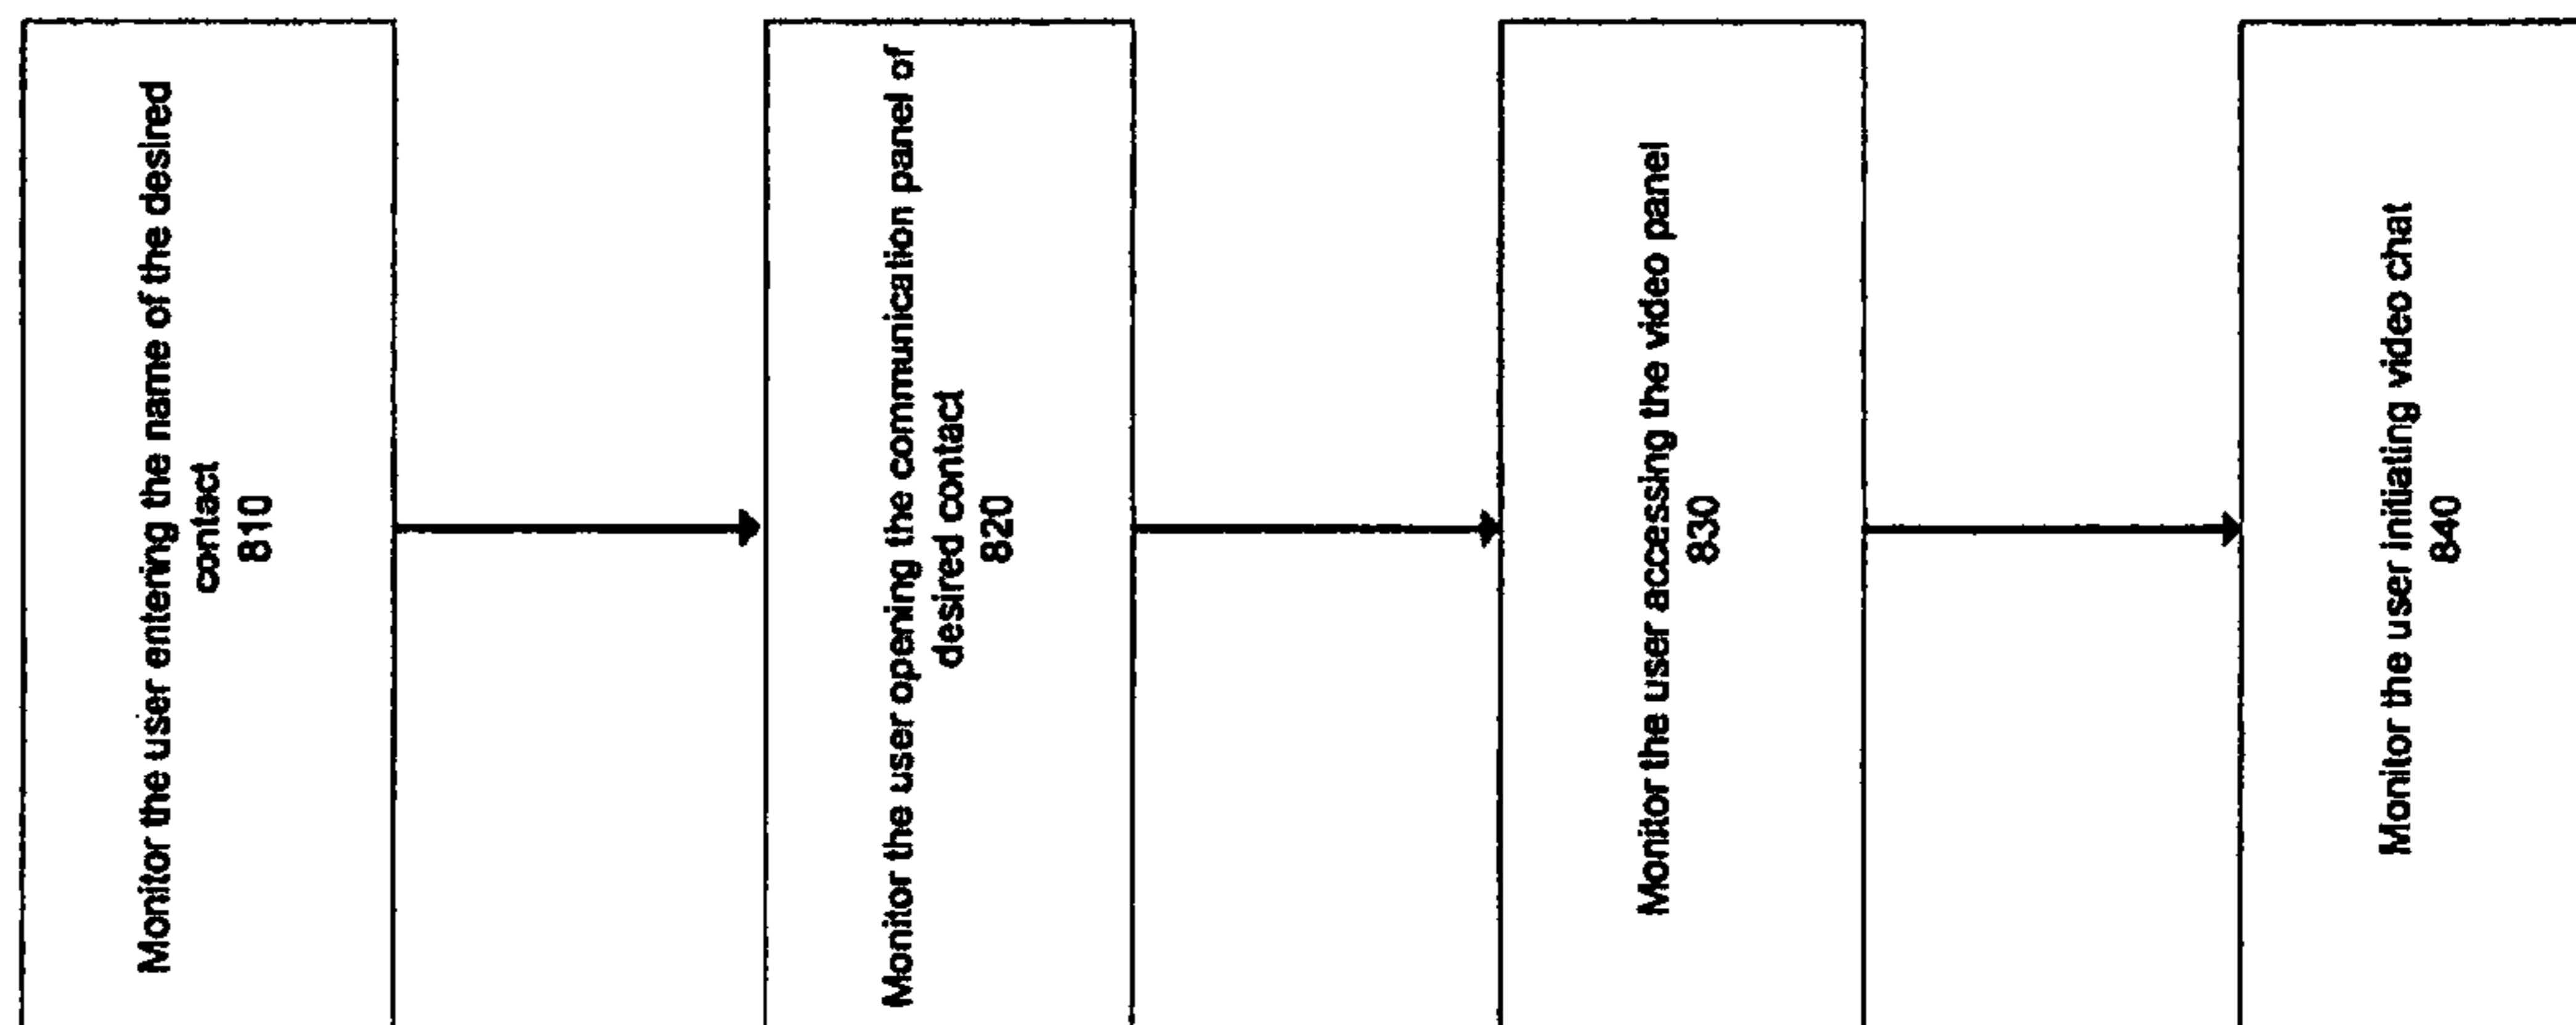 Monitor the user entering the name of the desired
contact
810
Monitor the user opening the communication panel of
desired contact
820
Monitor the user accessing the video panel
830
Monitor the user initiating video chat
840